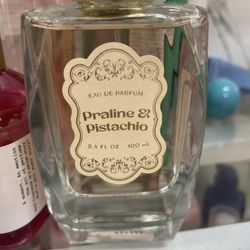 EAU DE PARFUM
Praline &
Pistachio
3.4 FL. OZ. - 100 mL